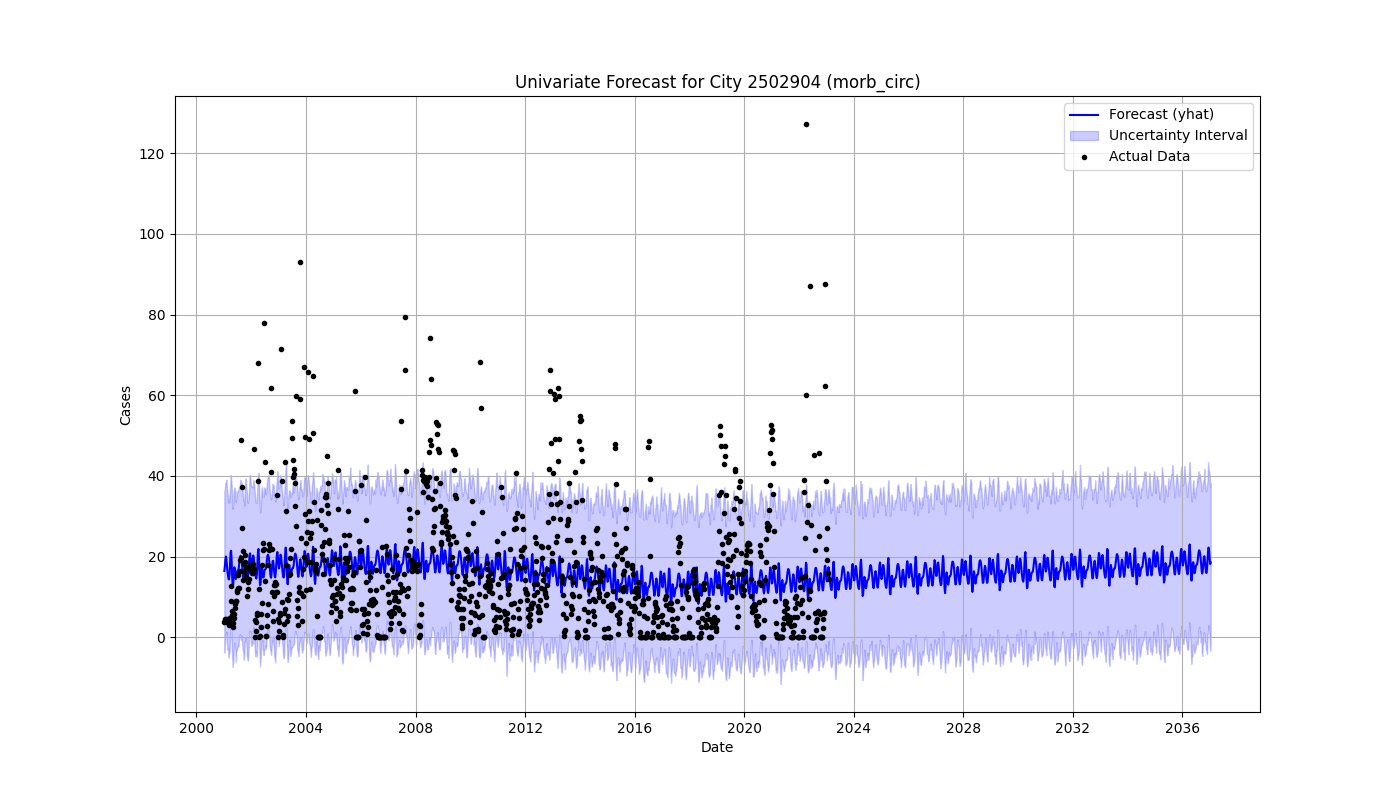 Univariate Forecast for City 2502904 (morb_circ)
Forecast (yhat)
Uncertainty Interval
Actual Data
120
100
80
60
40
20
0
Cases
2000 2004 2008 2012 2016 2020 2024 2028 2032 2036
Date